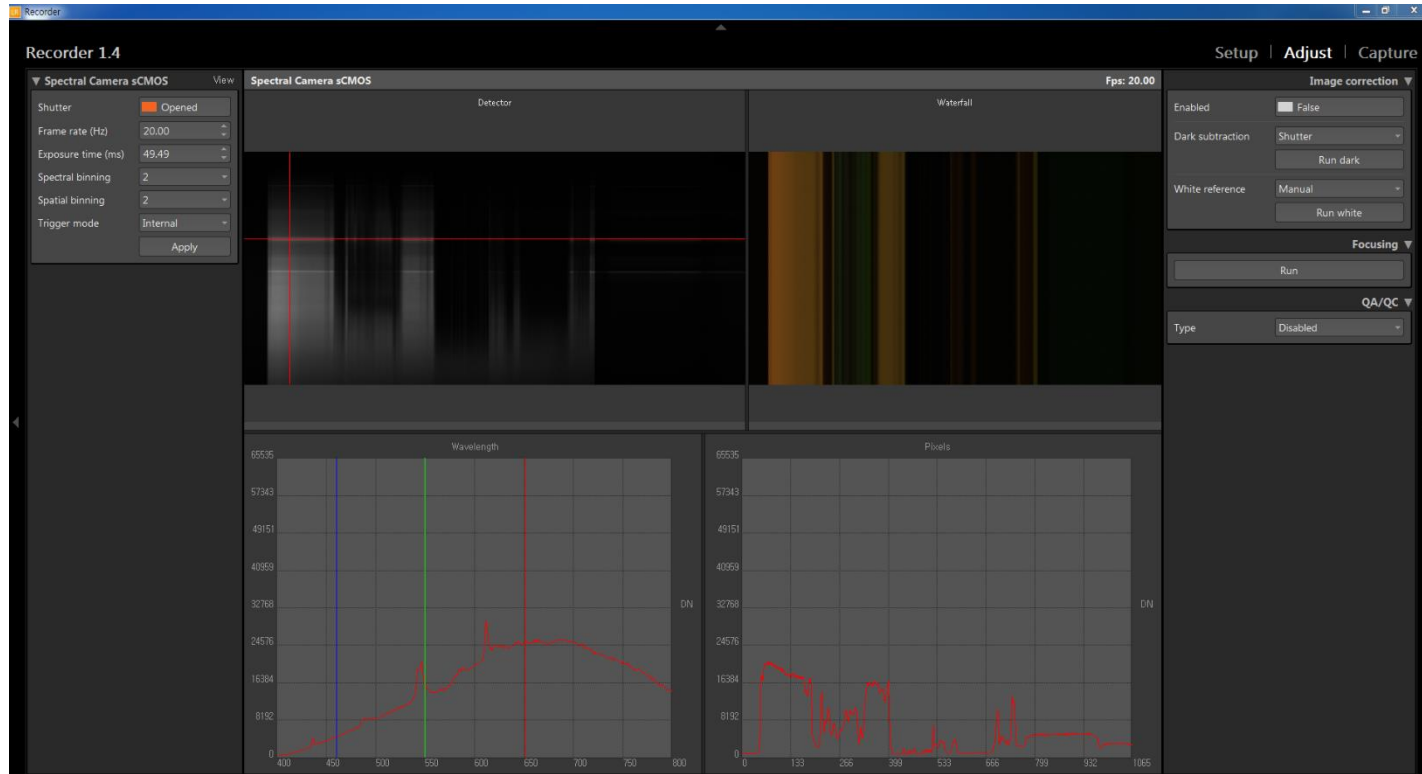 Recorder
Recorder 1.4
Setup | Adjust | Capture
Spectral Camera sCMOS View
Shutter Opened
Frame rate (Hz) 20.00
Exposure time (ms) 49.49
Spectral binning 2
Spatial binning 2
Trigger mode Internal
Apply
Spectral Camera sCMOS Fps: 20.00
Detector
Waterfall
Wavelength
65535
57343
49151
40959
32768
24576
16384
8192
0
400 450 500 550 600 650 700 750 800
DN
Pixels
65535
57343
49151
40959
32768
24576
16384
8192
0
0 133 266 399 533 666 799 932 1065
DN
Image correction
Enabled False
Dark subtraction Shutter
Run dark
White reference Manual
Run white
Focusing
Run
QA/QC
Type Disabled